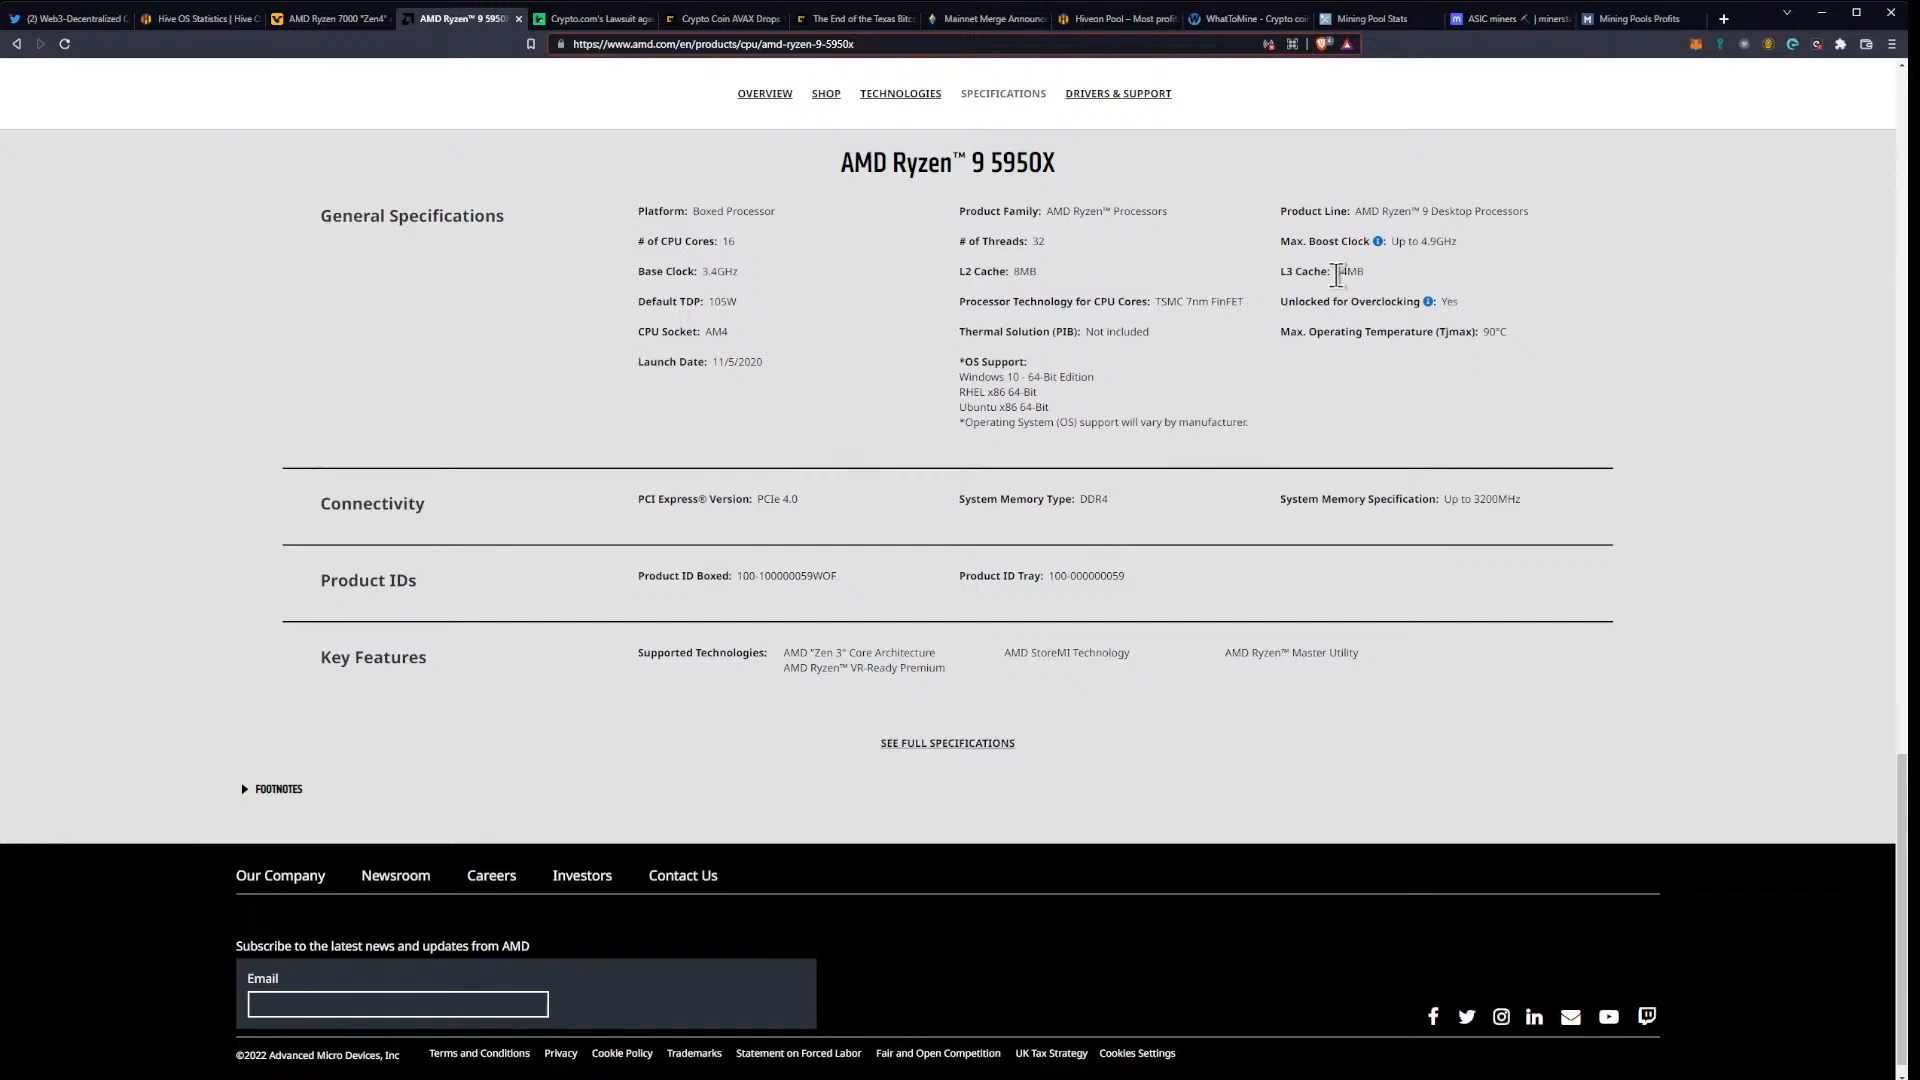 (2) Web3-Decentralized C
Hive OS Statistics | Hive O
AMD Ryzen 7000 "Zen4"
AMD Ryzen™ 9 5950
Crypto.com's Lawsuit aga
Crypto Coin AVAX Drops
The End of the Texas Bitc
Mainnet Merge Announc
Hiveon Pool – Most profi
WhatToMine - Crypto coi
Mining Pool Stats
ASIC miners ⛏ | minerst
Mining Pools Profits
https://www.amd.com/en/products/cpu/amd-ryzen-9-5950x
OVERVIEW SHOP TECHNOLOGIES SPECIFICATIONS DRIVERS & SUPPORT
AMD Ryzen™ 9 5950X
General Specifications
Platform: Boxed Processor
Product Family: AMD Ryzen™ Processors
Product Line: AMD Ryzen™ 9 Desktop Processors
# of CPU Cores: 16
# of Threads: 32
Max. Boost Clock : Up to 4.9GHz
Base Clock: 3.4GHz
L2 Cache: 8MB
L3 Cache: 4MB
Default TDP: 105W
Processor Technology for CPU Cores: TSMC 7nm FinFET
Unlocked for Overclocking : Yes
CPU Socket: AM4
Thermal Solution (PIB): Not included
Max. Operating Temperature (Tjmax): 90°C
Launch Date: 11/5/2020
*OS Support:
Windows 10 - 64-Bit Edition
RHEL x86 64-Bit
Ubuntu x86 64-Bit
*Operating System (OS) support will vary by manufacturer.
Connectivity
PCI Express® Version: PCIe 4.0
System Memory Type: DDR4
System Memory Specification: Up to 3200MHz
Product IDs
Product ID Boxed: 100-100000059WOF
Product ID Tray: 100-000000059
Key Features
Supported Technologies:
AMD "Zen 3" Core Architecture
AMD Ryzen™ VR-Ready Premium
AMD StoreMI Technology
AMD Ryzen™ Master Utility
SEE FULL SPECIFICATIONS
FOOTNOTES
Our Company Newsroom Careers Investors Contact Us
Subscribe to the latest news and updates from AMD
Email
©2022 Advanced Micro Devices, Inc Terms and Conditions Privacy Cookie Policy Trademarks Statement on Forced Labor Fair and Open Competition UK Tax Strategy Cookies Settings